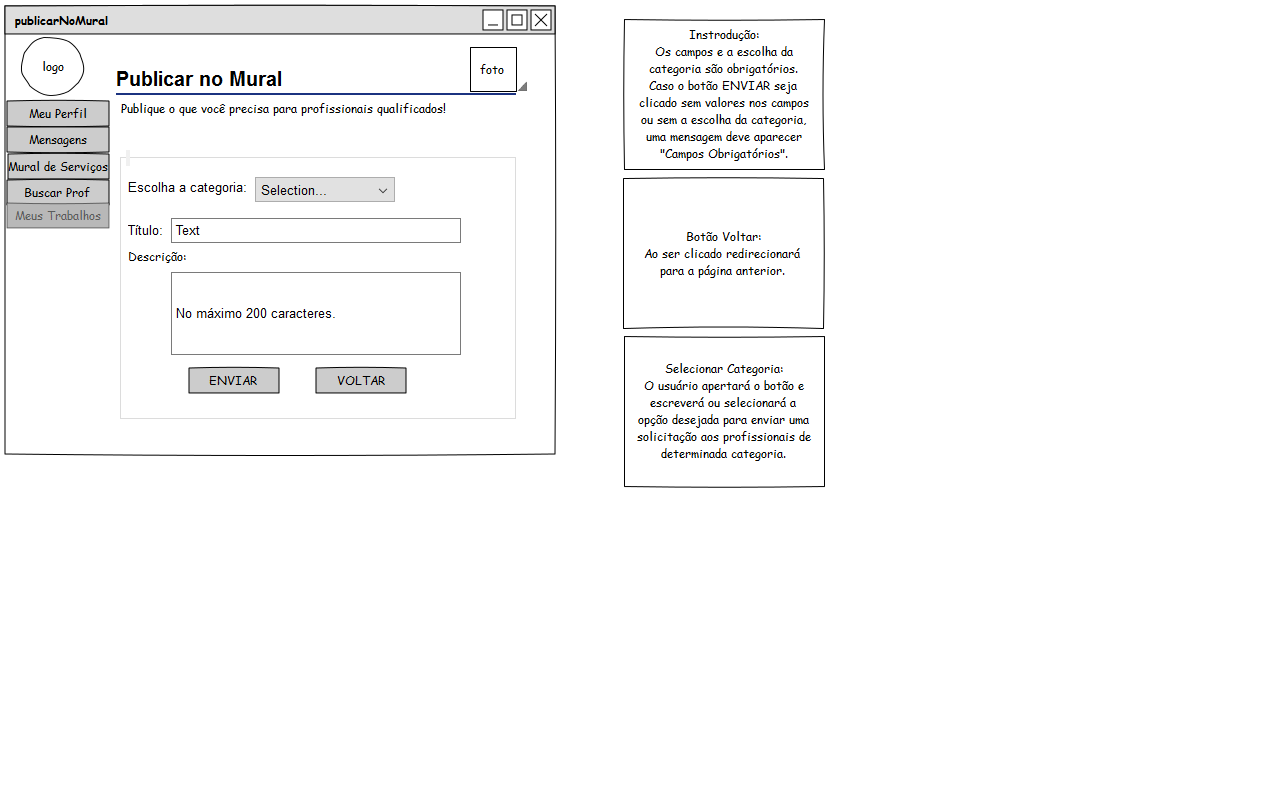 publicarNoMural
logo
Publicar no Mural
foto
Meu Perfil
Mensagens
Mural de Serviços
Buscar Prof
Meus Trabalhos
Publique o que você precisa para profissionais qualificados!
Escolha a categoria: Selection...
Título: Text
Descrição:
No máximo 200 caracteres.
ENVIAR VOLTAR
Instrodução:
Os campos e a escolha da
categoria são obrigatórios.
Caso o botão ENVIAR seja
clicado sem valores nos campos
ou sem a escolha da categoria,
uma mensagem deve aparecer
"Campos Obrigatórios".
Botão Voltar:
Ao ser clicado redirecionará
para a página anterior.
Selecionar Categoria:
O usuário apertará o botão e
escreverá ou selecionará a
opção desejada para enviar uma
solicitação aos profissionais de
determinada categoria.